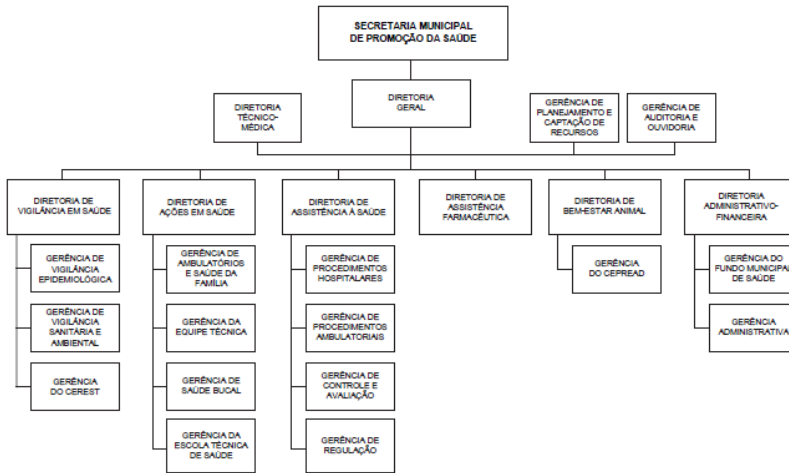 SECRETARIA MUNICIPAL
DE PROMOÇÃO DA SAÚDE
DIRETORIA
GERAL
DIRETORIA
TÉCNICO-
MÉDICA
GERÊNCIA DE
PLANEJAMENTO E
CAPTAÇÃO DE
RECURSOS
GERÊNCIA DE
AUDITORIA E
OUVIDORIA
DIRETORIA DE
VIGILÂNCIA EM SAÚDE
DIRETORIA DE
AÇÕES EM SAÚDE
DIRETORIA DE
ASSISTÊNCIA À SAÚDE
DIRETORIA DE
ASSISTÊNCIA
FARMACÊUTICA
DIRETORIA DE
BEM-ESTAR ANIMAL
DIRETORIA
ADMINISTRATIVO-
FINANCEIRA
GERÊNCIA DE
VIGILÂNCIA
EPIDEMIOLÓGICA
GERÊNCIA DE
AMBULATÓRIOS
E SAÚDE DA
FAMÍLIA
GERÊNCIA DE
PROCEDIMENTOS
HOSPITALARES
GERÊNCIA
DO CEPREAD
GERÊNCIA DO
FUNDO MUNICIPAL
DE SAÚDE
GERÊNCIA DE
VIGILÂNCIA
SANITÁRIA E
AMBIENTAL
GERÊNCIA DA
EQUIPE TÉCNICA
GERÊNCIA DE
PROCEDIMENTOS
AMBULATORIAIS
GERÊNCIA
ADMINISTRATIVA
GERÊNCIA
DO CEREST
GERÊNCIA DE
SAÚDE BUCAL
GERÊNCIA DE
CONTROLE E
AVALIAÇÃO
GERÊNCIA DA
ESCOLA TÉCNICA
DE SAÚDE
GERÊNCIA DE
REGULAÇÃO